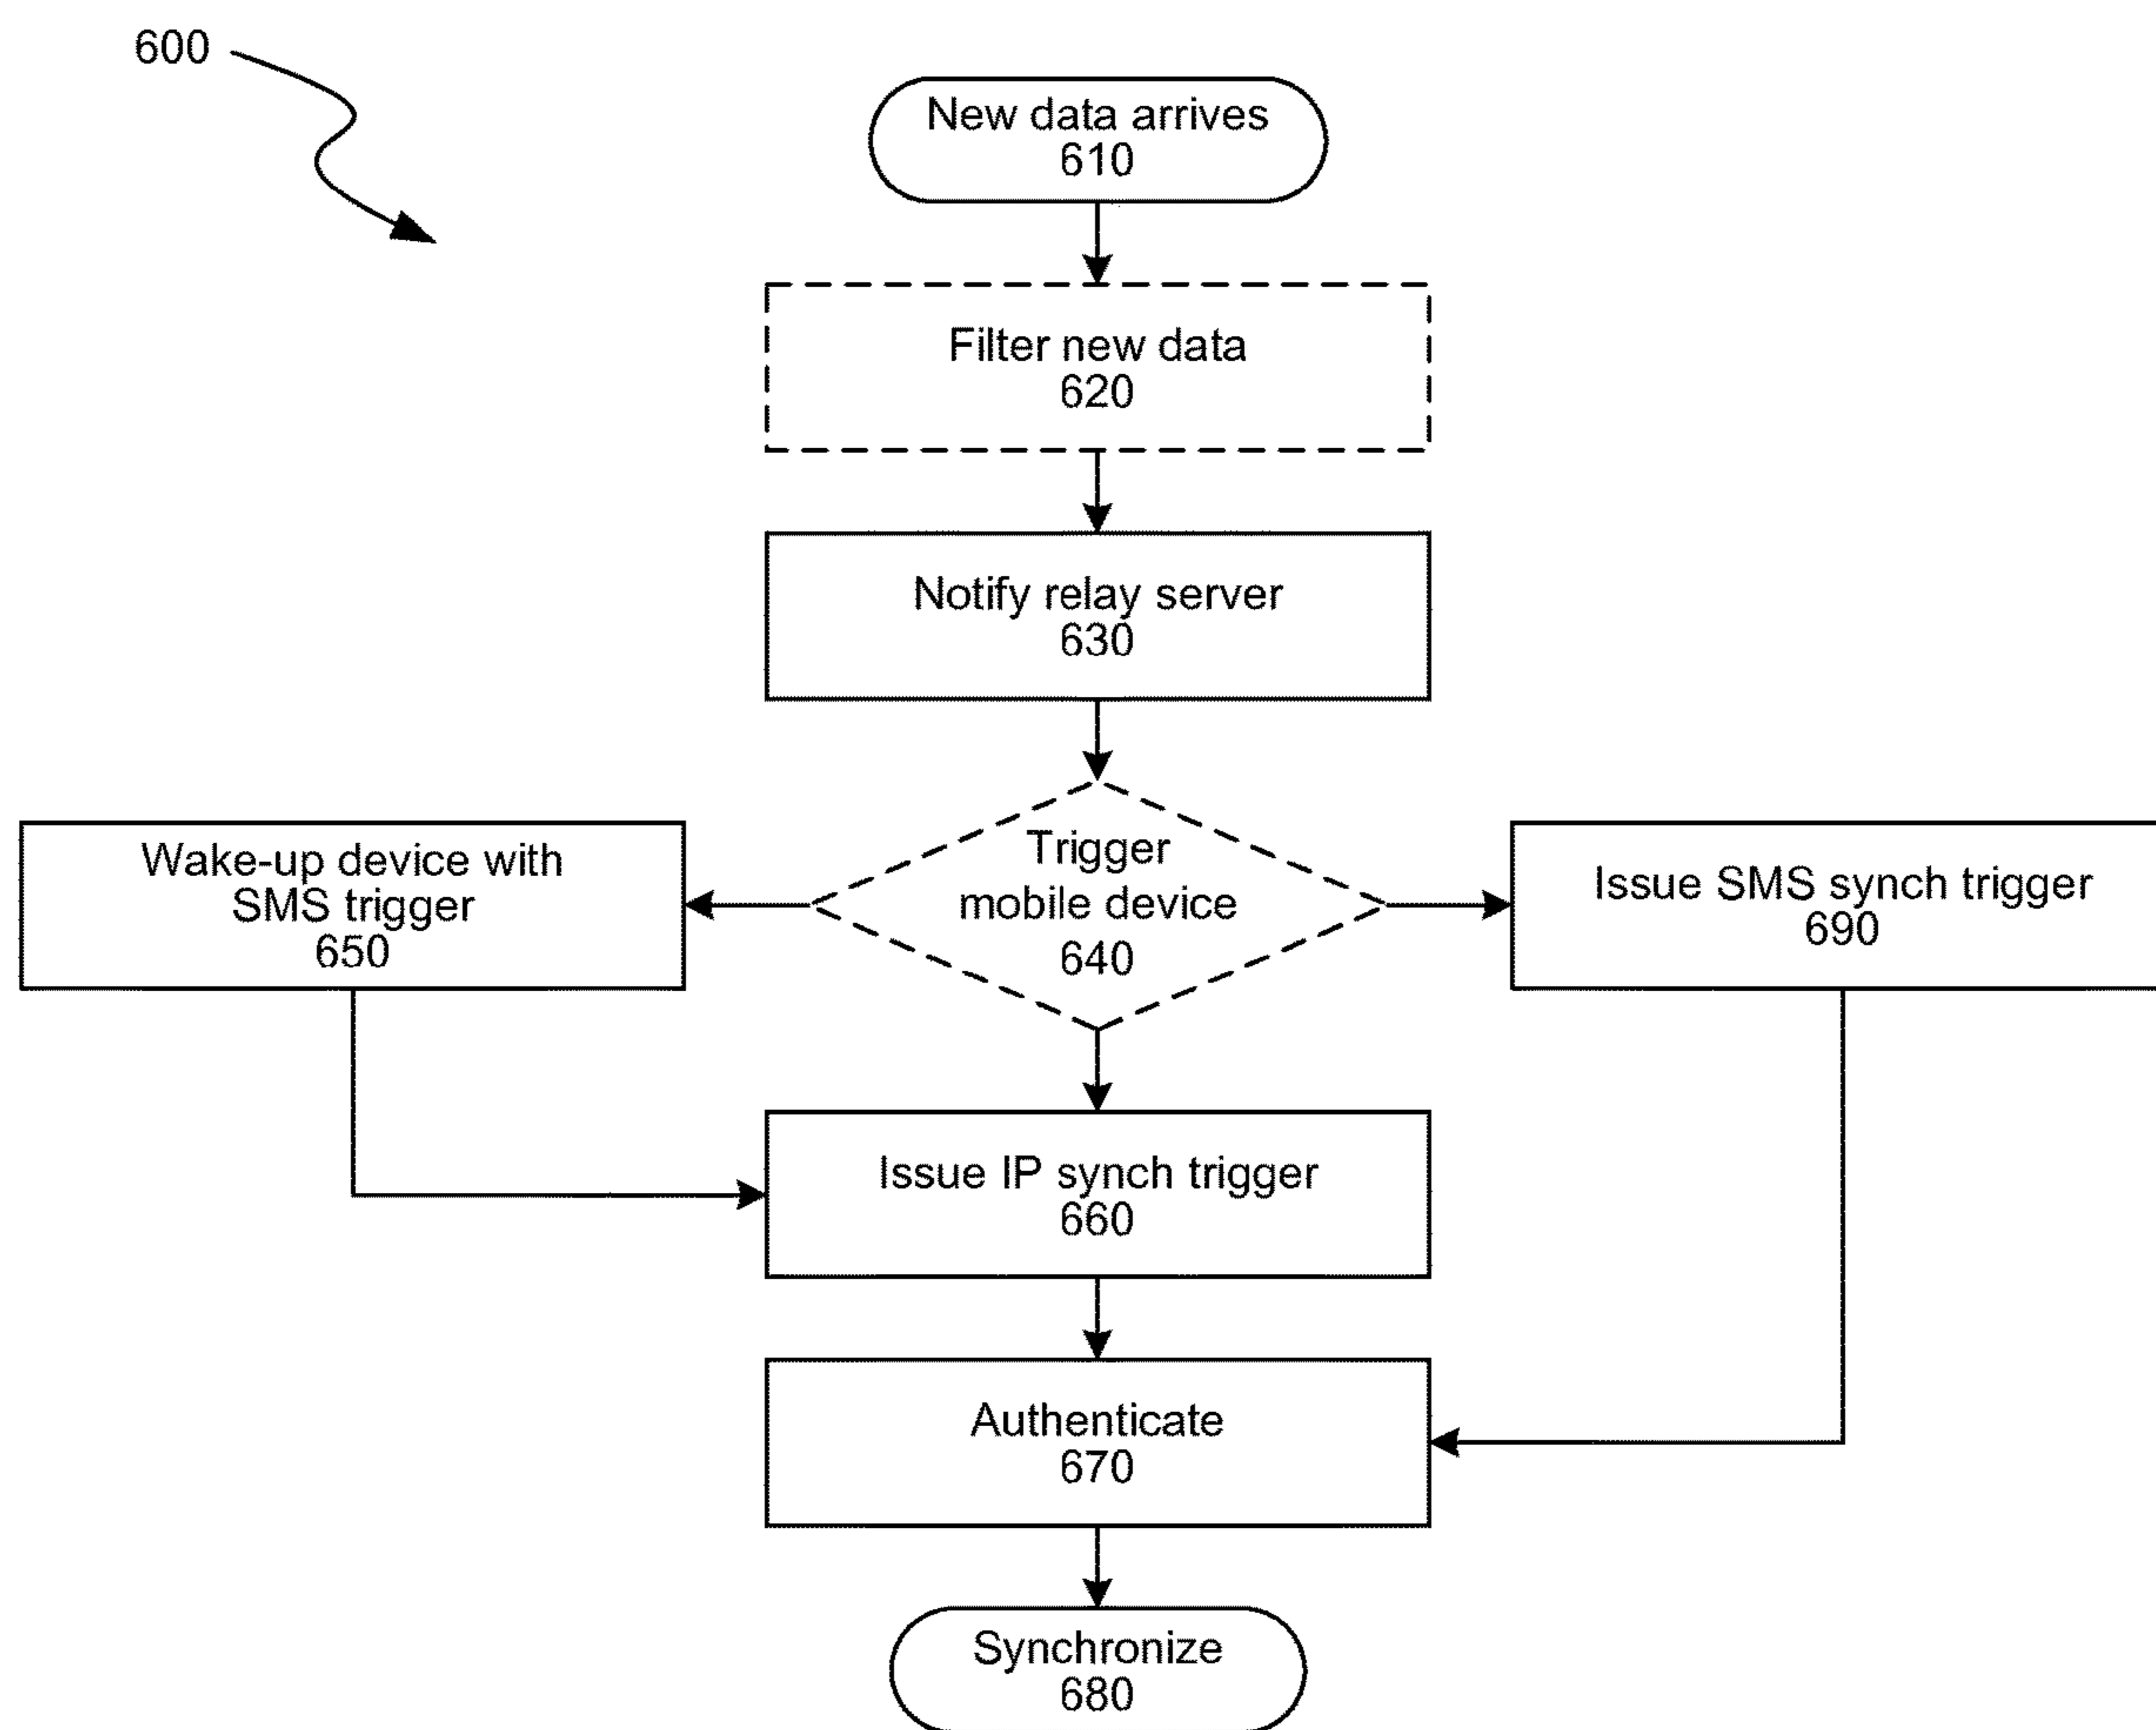 600
New data arrives
610
Filter new data
620
Notify relay server
630
Wake-up device with
SMS trigger
650
Trigger
mobile device
640
Issue SMS synch trigger
690
Issue IP synch trigger
660
Authenticate
670
Synchronize
680